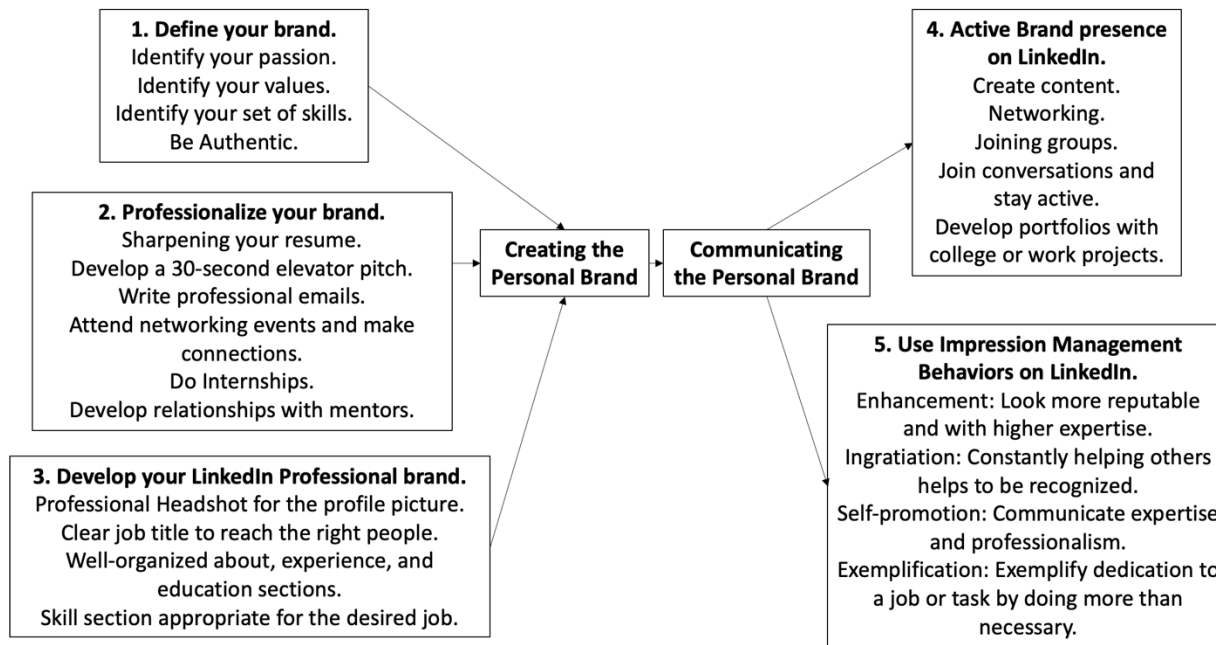 1. Define your brand.
Identify your passion.
Identify your values.
Identify your set of skills.
Be Authentic.
2. Professionalize your brand.
Sharpening your resume.
Develop a 30-second elevator pitch.
Write professional emails.
Attend networking events and make
connections.
Do Internships.
Develop relationships with mentors.
3. Develop your LinkedIn Professional brand.
Professional Headshot for the profile picture.
Clear job title to reach the right people.
Well-organized about, experience, and
education sections.
Skill section appropriate for the desired job.
Creating the
Personal Brand
Communicating
the Personal Brand
4. Active Brand presence
on LinkedIn.
Create content.
Networking.
Joining groups.
Join conversations and
stay active.
Develop portfolios with
college or work projects.
5. Use Impression Management
Behaviors on LinkedIn.
Enhancement: Look more reputable
and with higher expertise.
Ingratiation: Constantly helping others
helps to be recognized.
Self-promotion: Communicate expertise
and professionalism.
Exemplification: Exemplify dedication to
a job or task by doing more than
necessary.